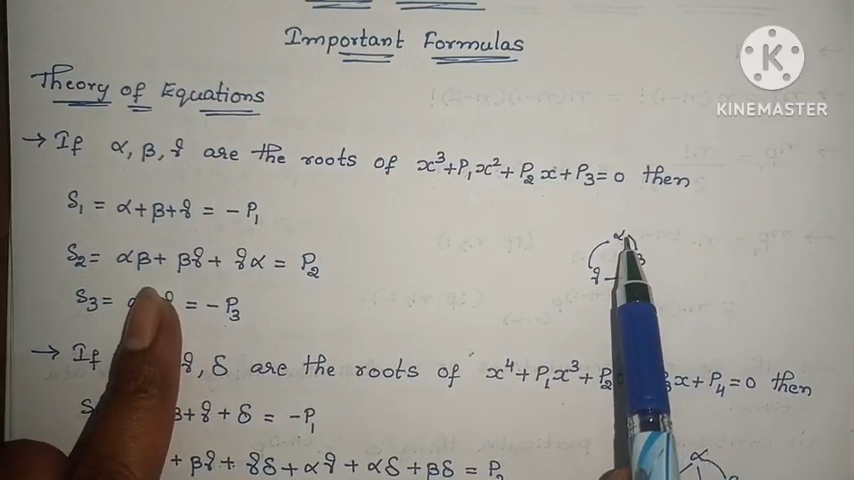 Important Formulas
KINEMASTER
Theory of Equations
→ If α, β, γ are the roots of x³+P₁x²+P₂x+P₃=0 then
S₁ = α+β+γ = -P₁
S₂= αβ+ βγ+ γα = P₂
S₃= = -P₃
→ If γ, δ are the roots of x⁴+P₁x³+P₂ x+P₄=0 then
+γ+δ = -P₁
+ βγ+ γδ+αγ+αδ+βδ = P₂
α
γ
α